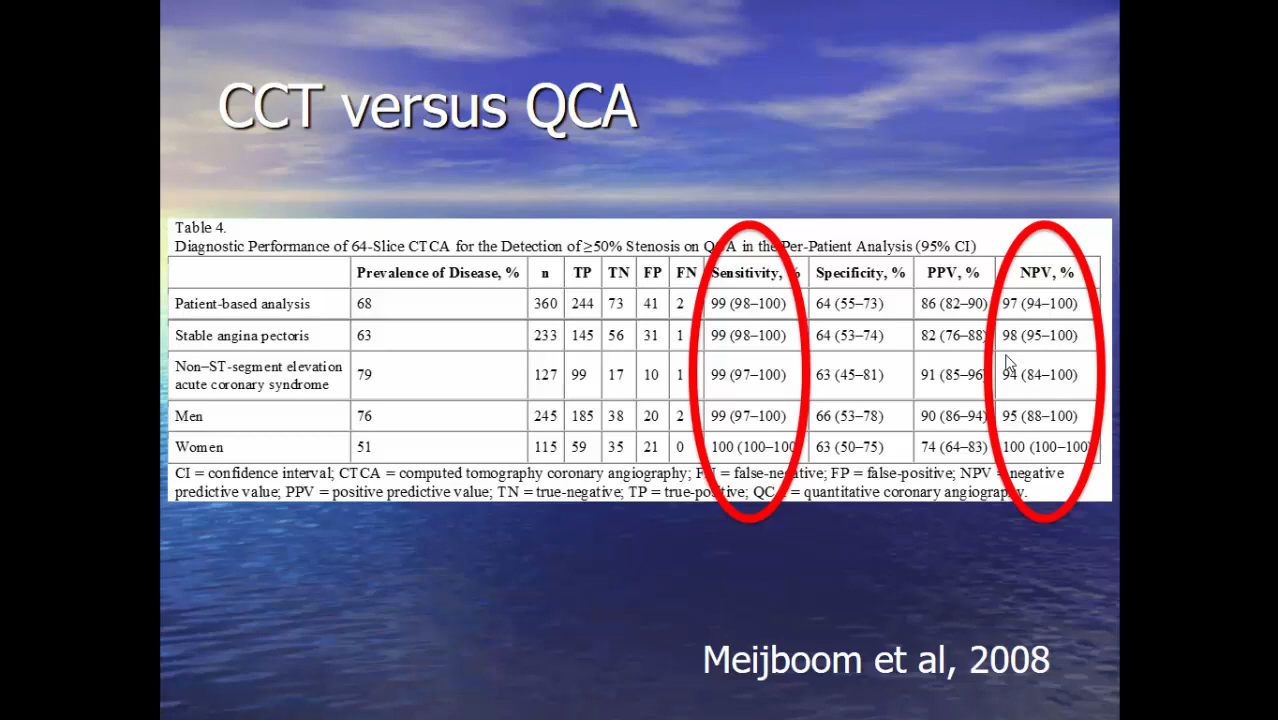 CCT versus QCA
Table 4.
Diagnostic Performance of 64-Slice CTCA for the Detection of ≥50% Stenosis on QCA in the Per-Patient Analysis (95% CI)
Prevalence of Disease, % n TP TN FP FN Sensitivity, % Specificity, % PPV, % NPV, %
Patient-based analysis 68 360 244 73 41 2 99 (98–100) 64 (55–73) 86 (82–90) 97 (94–100)
Stable angina pectoris 63 233 145 56 31 1 99 (98–100) 64 (53–74) 82 (76–88) 98 (95–100)
Non–ST-segment elevation
acute coronary syndrome 79 127 99 17 10 1 99 (97–100) 63 (45–81) 91 (85–96) 94 (84–100)
Men 76 245 185 38 20 2 99 (97–100) 66 (53–78) 90 (86–94) 95 (88–100)
Women 51 115 59 35 21 0 100 (100–100) 63 (50–75) 74 (64–83) 100 (100–100)
CI = confidence interval; CTCA = computed tomography coronary angiography; FN = false-negative; FP = false-positive; NPV = negative
predictive value; PPV = positive predictive value; TN = true-negative; TP = true-positive; QCA = quantitative coronary angiography.
Meijboom et al, 2008